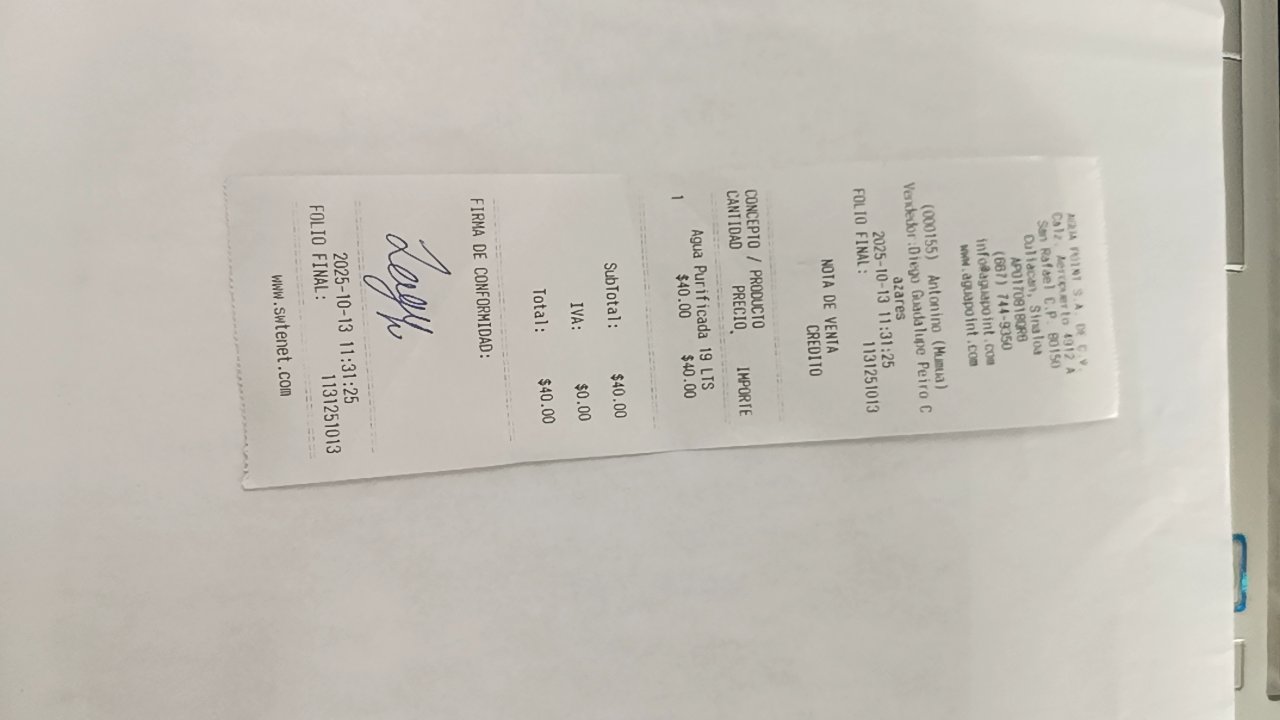 AGUA POINT S.A. DE C.V.
Calz. Aeropuerto 4912 A
San Rafael C.P. 80150
Culiacan, Sinaloa
APO170818QR8
(667) 744-9350
info@aguapoint.com
www.aguapoint.com
(000155) Antonino (Mumua)
Vendedor:Diego Guadalupe Peiro C
azares
2025-10-13 11:31:25
FOLIO FINAL: 1131251013
NOTA DE VENTA
CREDITO
CONCEPTO / PRODUCTO
CANTIDAD PRECIO. IMPORTE
Agua Purificada 19 LTS
1 $40.00 $40.00
SubTotal: $40.00
IVA: $0.00
Total: $40.00
FIRMA DE CONFORMIDAD:
2025-10-13 11:31:25
FOLIO FINAL: 1131251013
www.swtenet.com